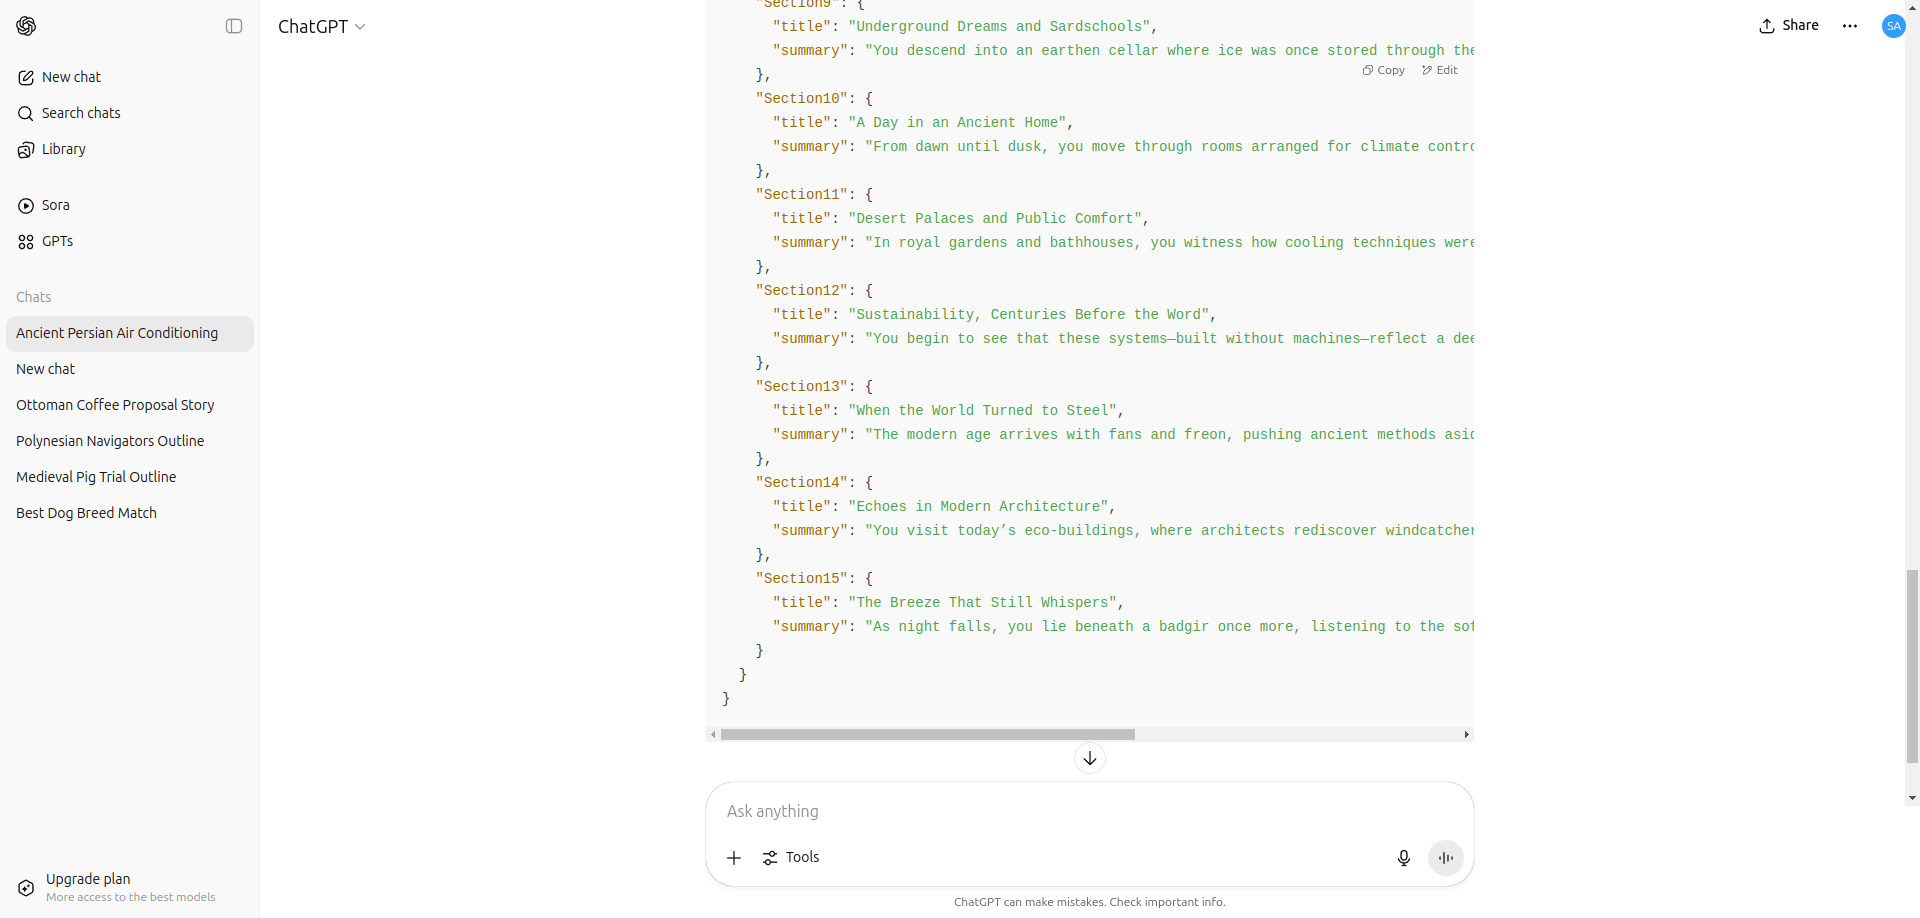 ChatGPT
Share
SA
New chat
Search chats
Library
Sora
GPTs
Chats
Ancient Persian Air Conditioning
New chat
Ottoman Coffee Proposal Story
Polynesian Navigators Outline
Medieval Pig Trial Outline
Best Dog Breed Match
Upgrade plan
More access to the best models
"Section9": {
"title": "Underground Dreams and Sardschools",
"summary": "You descend into an earthen cellar where ice was once stored through the
},
Copy Edit
"Section10": {
"title": "A Day in an Ancient Home",
"summary": "From dawn until dusk, you move through rooms arranged for climate contro
},
"Section11": {
"title": "Desert Palaces and Public Comfort",
"summary": "In royal gardens and bathhouses, you witness how cooling techniques were
},
"Section12": {
"title": "Sustainability, Centuries Before the Word",
"summary": "You begin to see that these systems—built without machines—reflect a dee
},
"Section13": {
"title": "When the World Turned to Steel",
"summary": "The modern age arrives with fans and freon, pushing ancient methods asid
},
"Section14": {
"title": "Echoes in Modern Architecture",
"summary": "You visit today’s eco-buildings, where architects rediscover windcatcher
},
"Section15": {
"title": "The Breeze That Still Whispers",
"summary": "As night falls, you lie beneath a badgir once more, listening to the sof
}
}
}
Ask anything
Tools
ChatGPT can make mistakes. Check important info.